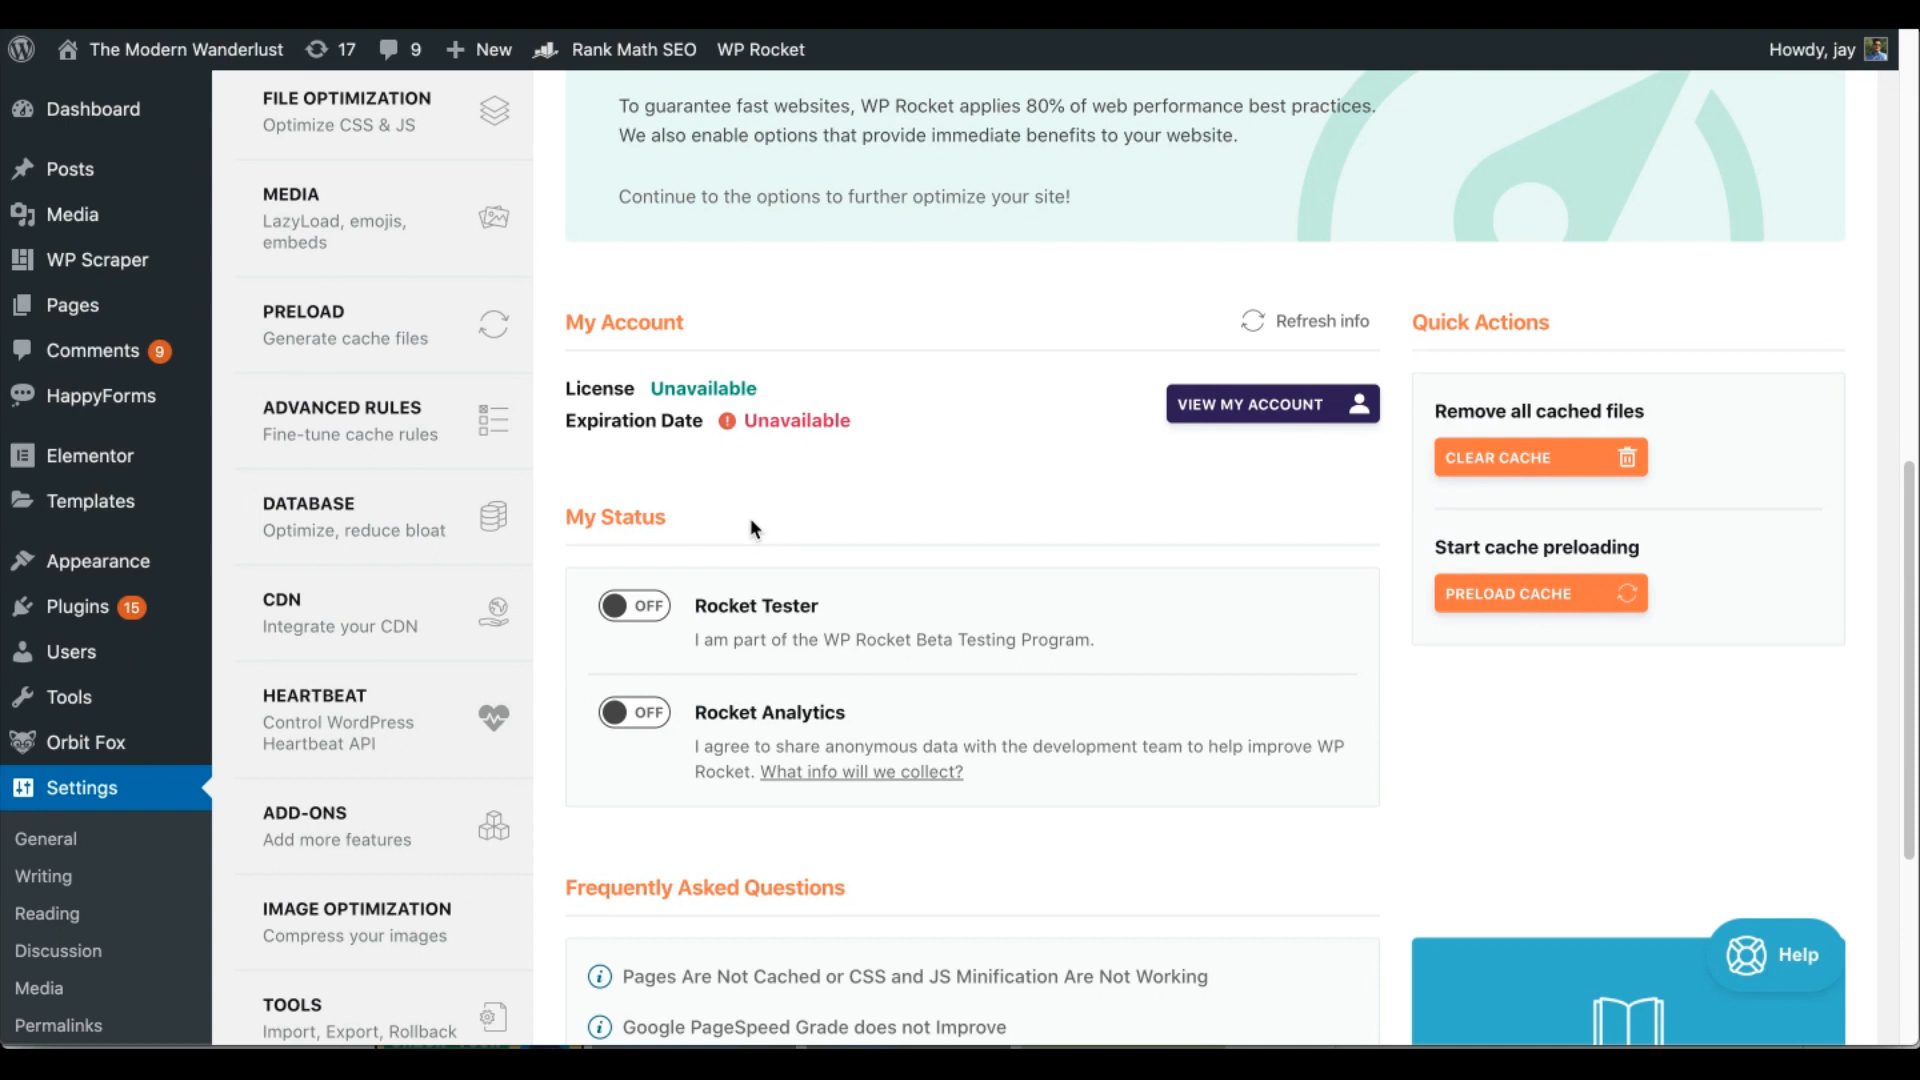 The Modern Wanderlust 17 9 New Rank Math SEO WP Rocket Howdy, jay
Dashboard
Posts
Media
WP Scraper
Pages
Comments 9
HappyForms
Elementor
Templates
Appearance
Plugins 15
Users
Tools
Orbit Fox
Settings
General
Writing
Reading
Discussion
Media
Permalinks
FILE OPTIMIZATION
Optimize CSS & JS
MEDIA
LazyLoad, emojis,
embeds
PRELOAD
Generate cache files
ADVANCED RULES
Fine-tune cache rules
DATABASE
Optimize, reduce bloat
CDN
Integrate your CDN
HEARTBEAT
Control WordPress
Heartbeat API
ADD-ONS
Add more features
IMAGE OPTIMIZATION
Compress your images
TOOLS
Import, Export, Rollback
To guarantee fast websites, WP Rocket applies 80% of web performance best practices.
We also enable options that provide immediate benefits to your website.
Continue to the options to further optimize your site!
My Account
Refresh info
License Unavailable
Expiration Date Unavailable
VIEW MY ACCOUNT
My Status
OFF Rocket Tester
I am part of the WP Rocket Beta Testing Program.
OFF Rocket Analytics
I agree to share anonymous data with the development team to help improve WP
Rocket. What info will we collect?
Frequently Asked Questions
Pages Are Not Cached or CSS and JS Minification Are Not Working
Google PageSpeed Grade does not Improve
Quick Actions
Remove all cached files
CLEAR CACHE
Start cache preloading
PRELOAD CACHE
Help